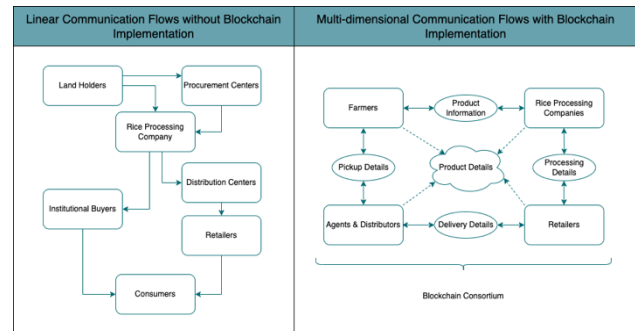 Linear Communication Flows without Blockchain
Implementation
Multi-dimensional Communication Flows with Blockchain
Implementation
Land Holders
Procurement Centers
Rice Processing
Company
Distribution Centers
Institutional Buyers
Retailers
Consumers
Farmers
Product
Information
Rice Processing
Companies
Pickup Details
Product Details
Processing
Details
Agents & Distributors
Delivery Details
Retailers
Blockchain Consortium